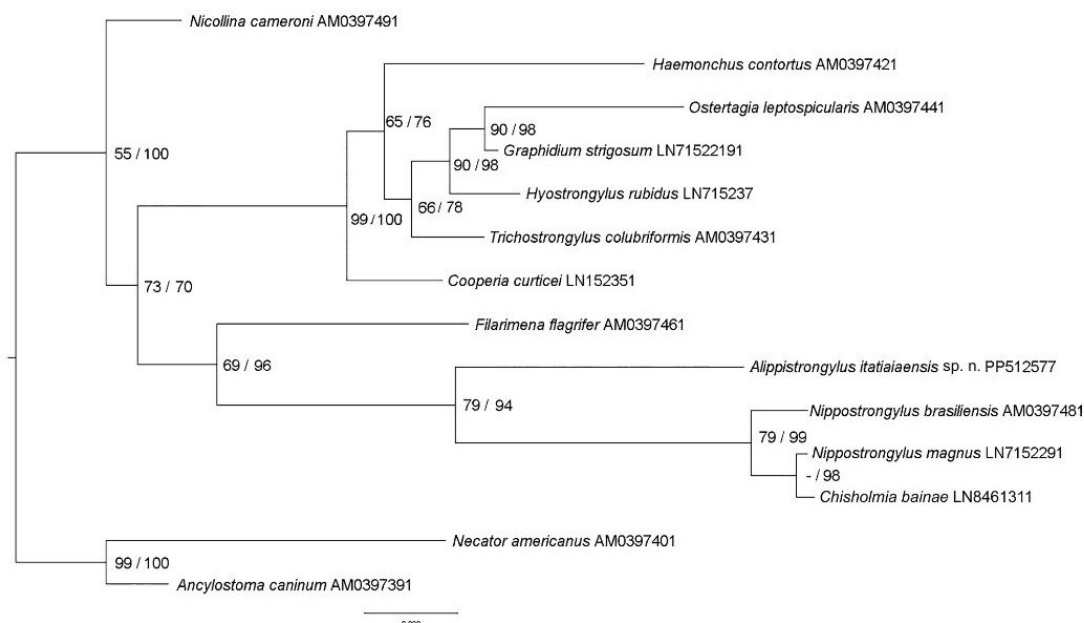 Nicollina cameroni AM0397491
Haemonchus contortus AM0397421
Ostertagia leptospicularis AM0397441
65 / 76
90 / 98
Graphidium strigosum LN71522191
55 / 100
90 / 98
Hyostrongylus rubidus LN715237
66 / 78
99 / 100
Trichostrongylus colubriformis AM0397431
Cooperia curticei LN152351
73 / 70
Filarimena flagrifer AM0397461
69 / 96
Alippistrongylus itatiaiaensis sp. n. PP512577
79 / 94
Nippostrongylus brasiliensis AM0397481
79 / 99
Nippostrongylus magnus LN7152291
- / 98
Chisholmia bainae LN8461311
Necator americanus AM0397401
99 / 100
Ancylostoma caninum AM0397391